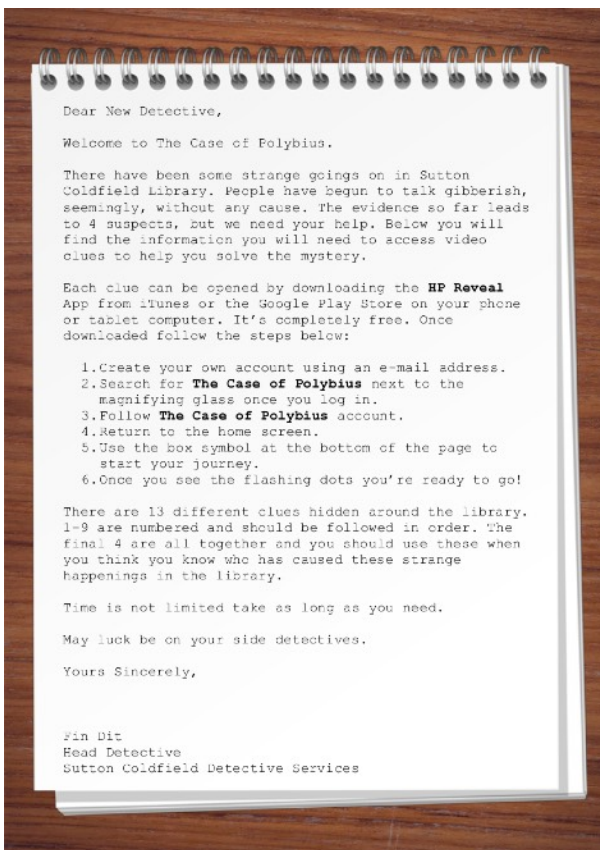 Dear New Detective,
Welcome to The Case of Polybius.
There have been some strange goings on in Sutton
Coldfield Library. People have begun to talk gibberish,
seemingly, without any cause. The evidence so far leads
to 4 suspects, but we need your help. Below you will
find the information you will need to access video
clues to help you solve the mystery.
Each clue can be opened by downloading the HP Reveal
App from iTunes or the Google Play Store on your phone
or tablet computer. It's completely free. Once
downloaded follow the steps below:
1.Create your own account using an e-mail address.
2.Search for The Case of Polybius next to the
magnifying glass once you log in.
3.Follow The Case of Polybius account.
4.Return to the home screen.
5.Use the box symbol at the bottom of the page to
start your journey.
6.Once you see the flashing dots you're ready to go!
There are 13 different clues hidden around the library.
1-9 are numbered and should be followed in order. The
final 4 are all together and you should use these when
you think you know who has caused these strange
happenings in the library.
Time is not limited take as long as you need.
May luck be on your side detectives.
Yours Sincerely,
Fin Dit
Head Detective
Sutton Coldfield Detective Services